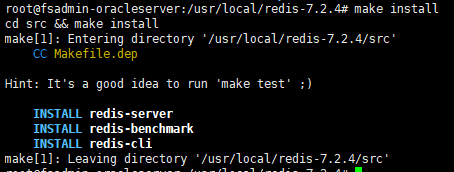 root@fsadmin-oracleserver:/usr/local/redis-7.2.4# make install
cd src && make install
make[1]: Entering directory '/usr/local/redis-7.2.4/src'
CC Makefile.dep
Hint: It's a good idea to run 'make test' ;)
INSTALL redis-server
INSTALL redis-benchmark
INSTALL redis-cli
make[1]: Leaving directory '/usr/local/redis-7.2.4/src'
root@fsadmin-oracleserver:/usr/local/redis-7.2.4#